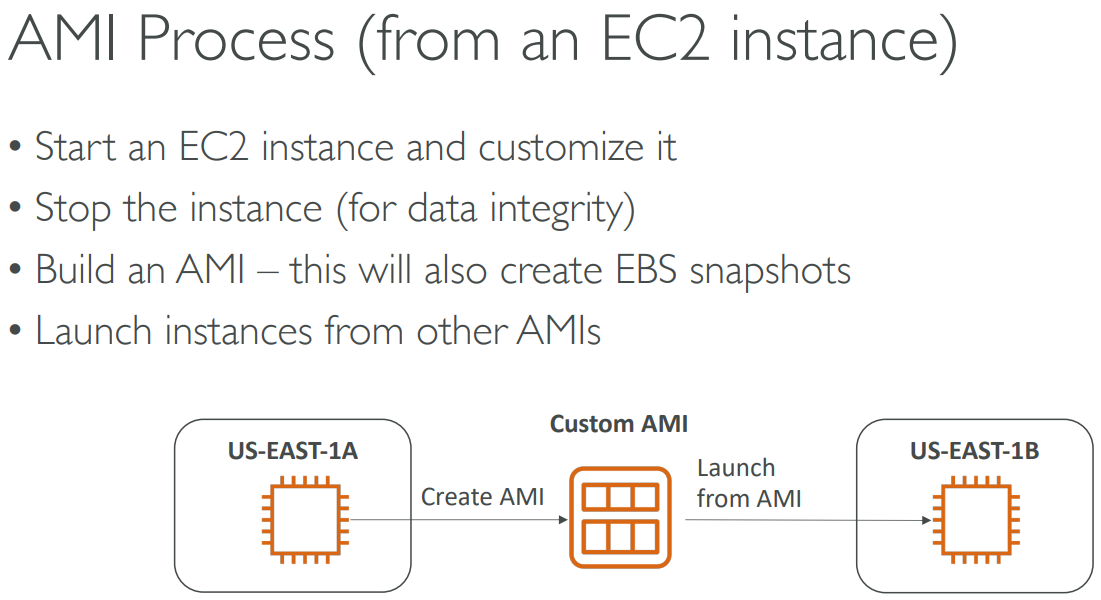 AMI Process (from an EC2 instance)
• Start an EC2 instance and customize it
• Stop the instance (for data integrity)
• Build an AMI – this will also create EBS snapshots
• Launch instances from other AMIs
Custom AMI
US-EAST-1A
US-EAST-1B
Create AMI
Launch
from AMI